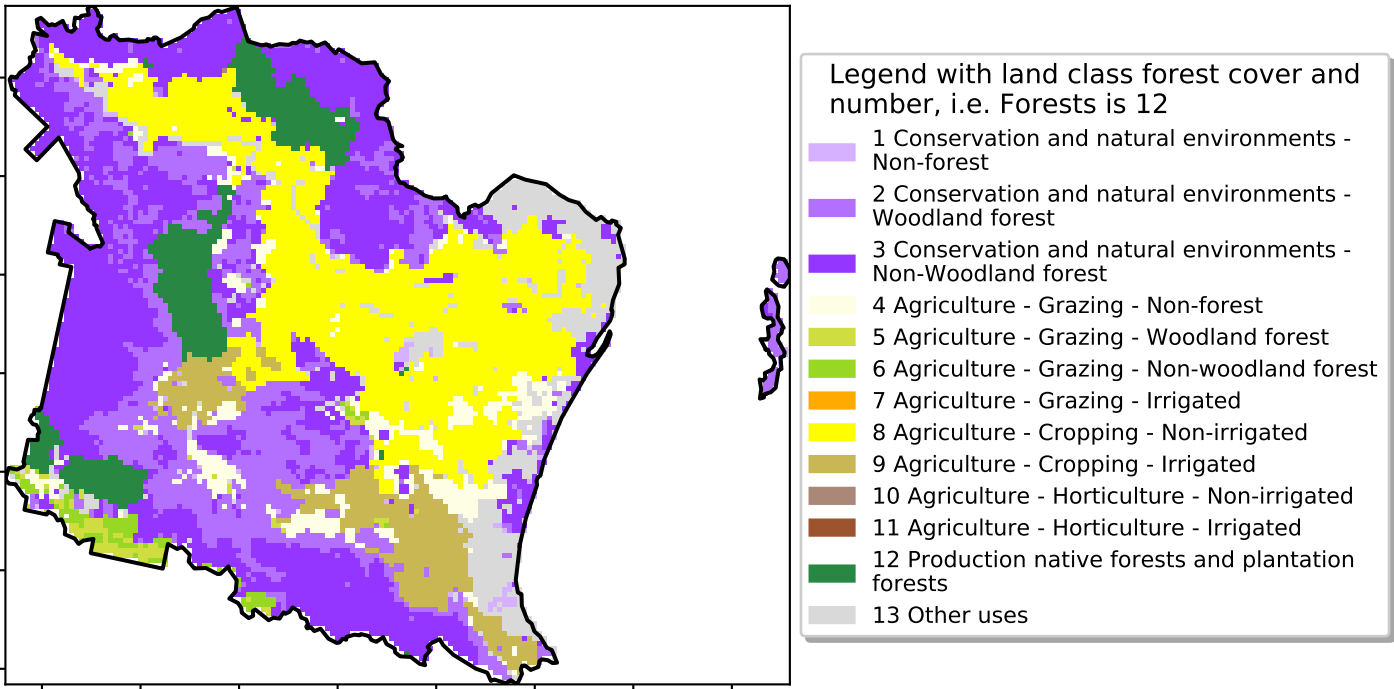 Legend with land class forest cover and
number, i.e. Forests is 12
1 Conservation and natural environments -
Non-forest
2 Conservation and natural environments -
Woodland forest
3 Conservation and natural environments -
Non-Woodland forest
4 Agriculture - Grazing - Non-forest
5 Agriculture - Grazing - Woodland forest
6 Agriculture - Grazing - Non-woodland forest
7 Agriculture - Grazing - Irrigated
8 Agriculture - Cropping - Non-irrigated
9 Agriculture - Cropping - Irrigated
10 Agriculture - Horticulture - Non-irrigated
11 Agriculture - Horticulture - Irrigated
12 Production native forests and plantation
forests
13 Other uses